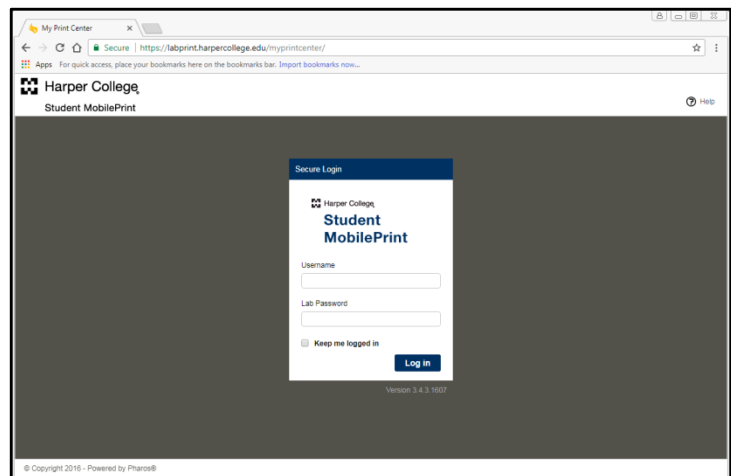 My Print Center
Secure | https://labprint.harpercollege.edu/myprintcenter/
Apps For quick access, place your bookmarks here on the bookmarks bar. Import bookmarks now...
Harper College
Student MobilePrint
Help
Secure Login
Harper College
Student
MobilePrint
Username
Lab Password
Keep me logged in
Log in
Version 3.4.3.1607
© Copyright 2016 - Powered by Pharos®